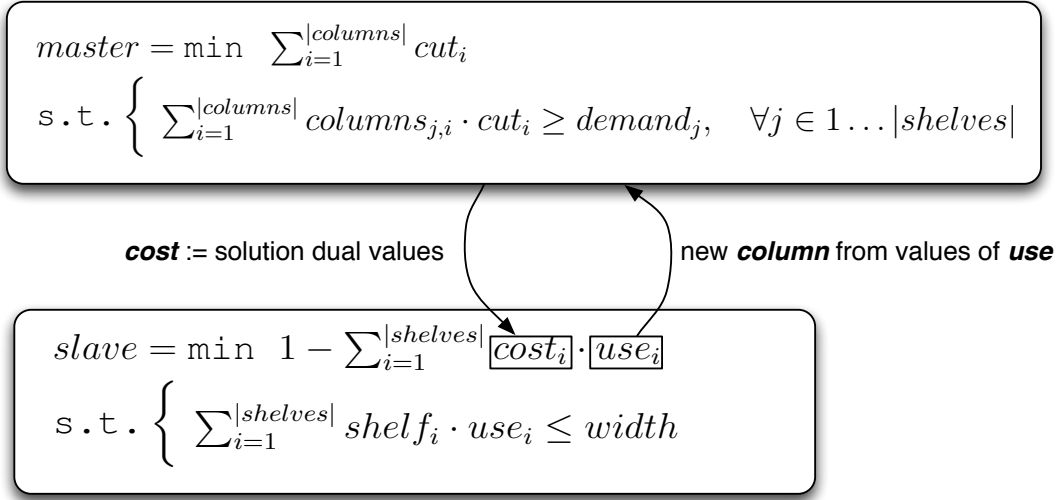 master = min ∑_{i=1}^{|columns|} cut_i
s.t. { ∑_{i=1}^{|columns|} columns_{j,i} · cut_i ≥ demand_j, ∀j ∈ 1 . . . |shelves|
cost := solution dual values
new column from values of use
slave = min 1 − ∑_{i=1}^{|shelves|} cost_i · use_i
s.t. { ∑_{i=1}^{|shelves|} shelf_i · use_i ≤ width